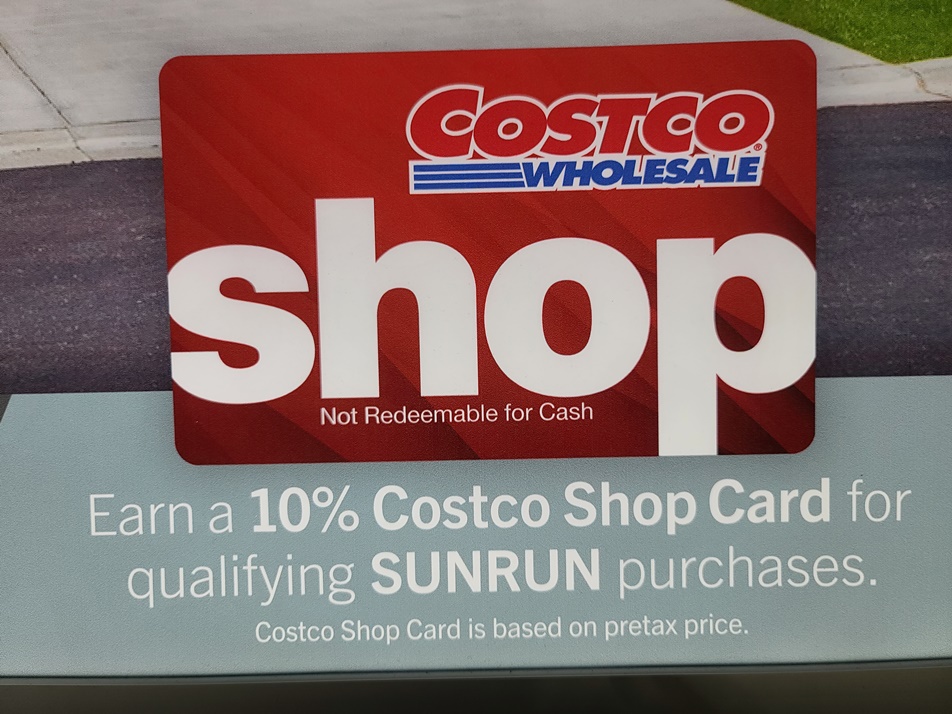 COSTCO
WHOLESALE
shop
Not Redeemable for Cash
Earn a 10% Costco Shop Card for
qualifying SUNRUN purchases.
Costco Shop Card is based on pretax price.